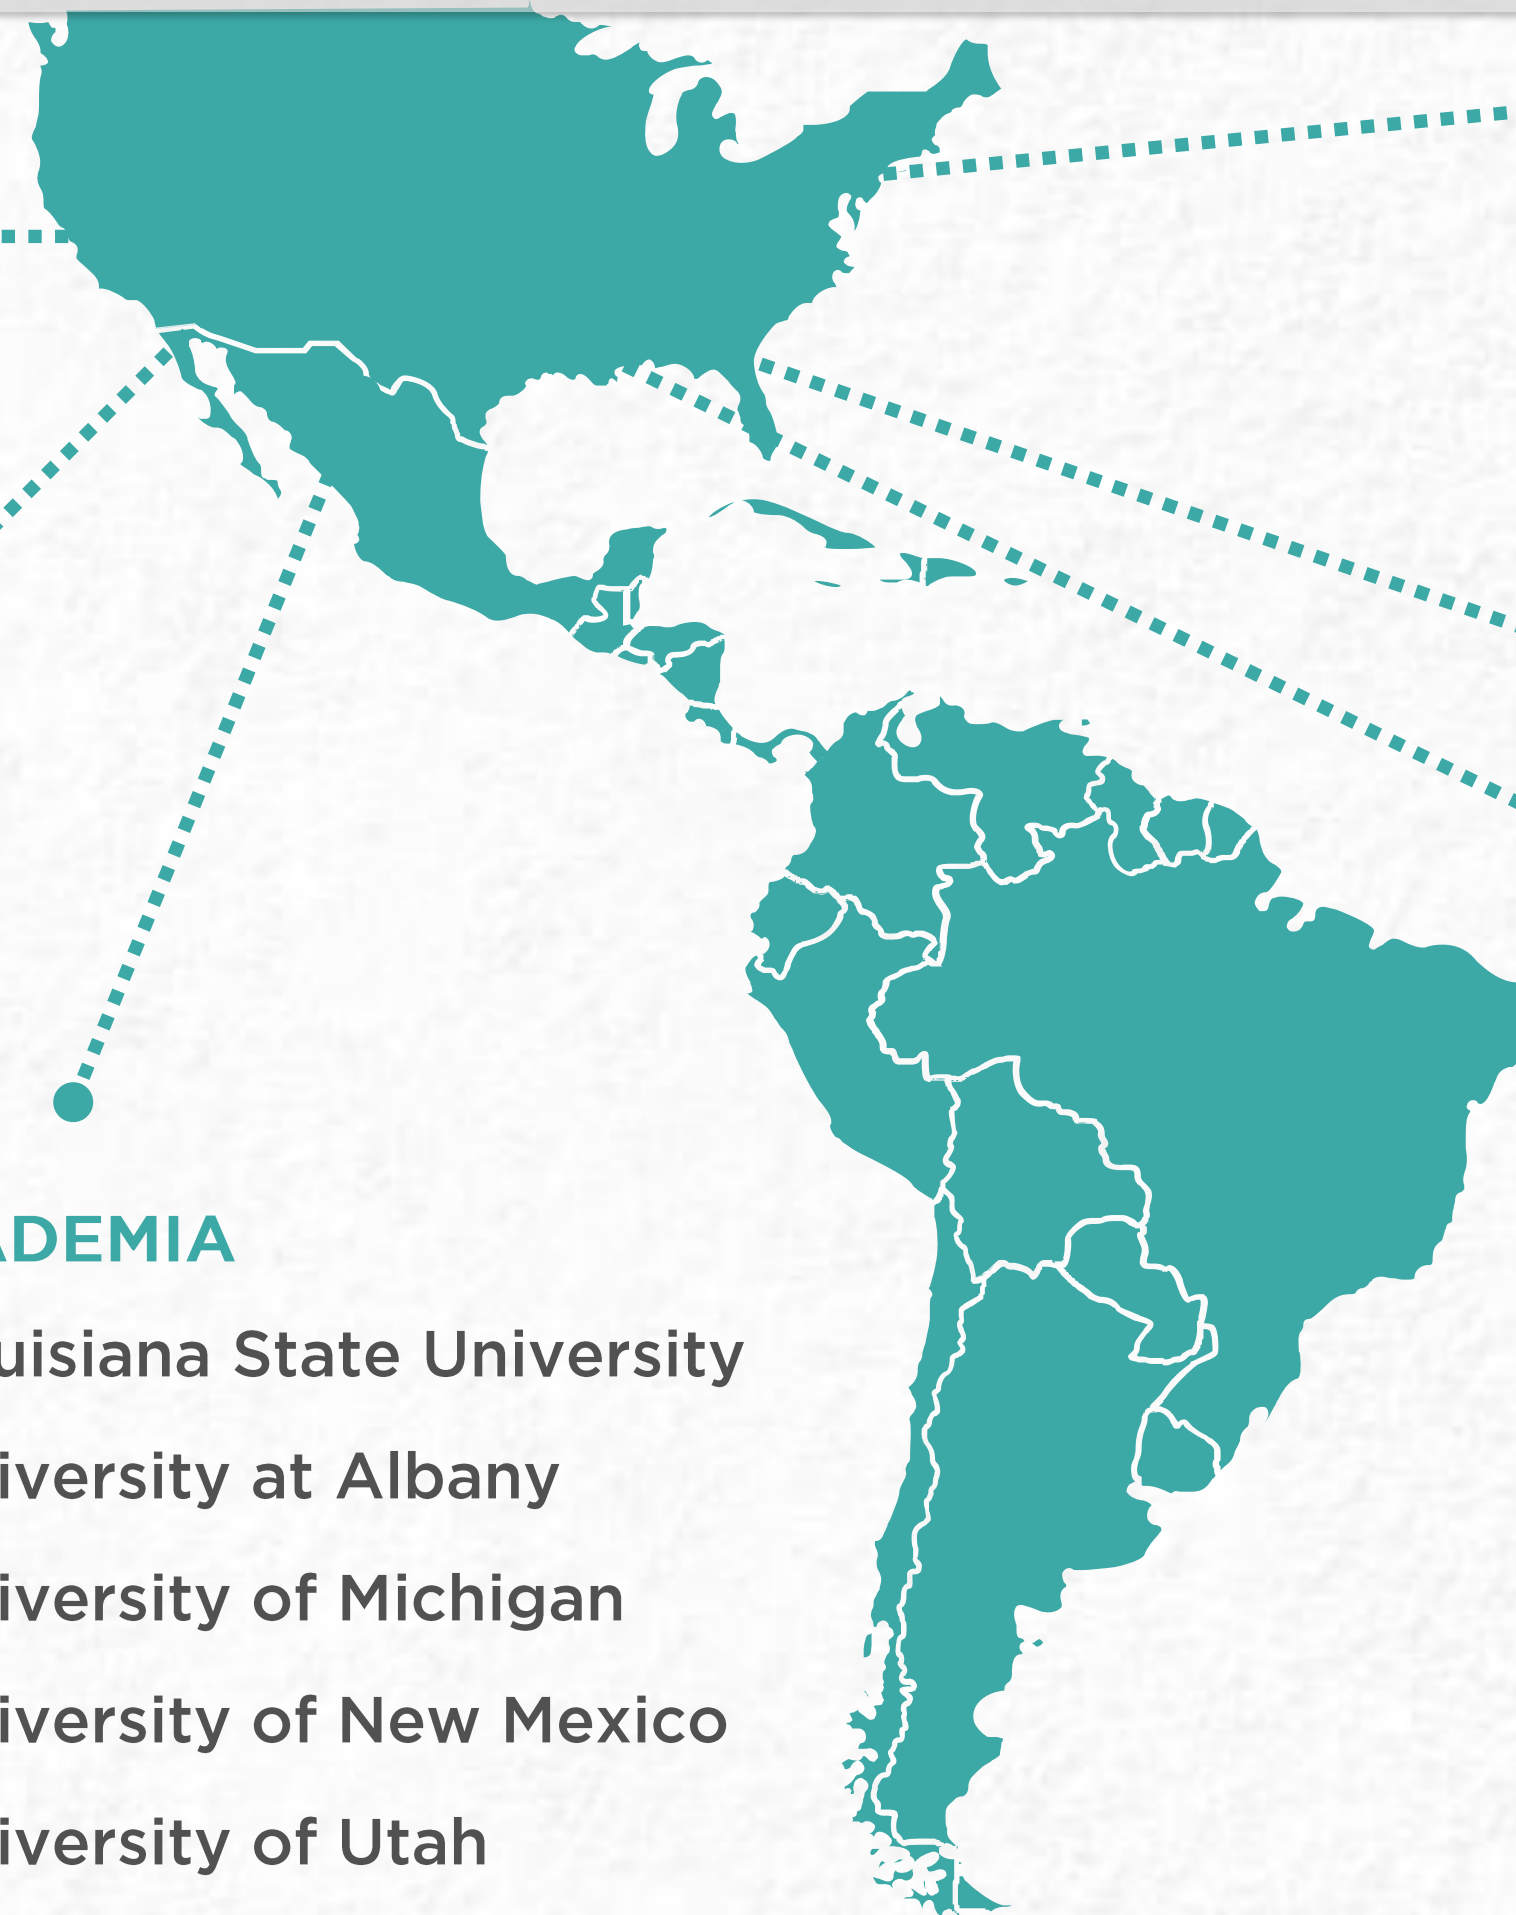 ADEMIA
uisiana State University
iversity at Albany
iversity of Michigan
iversity of New Mexico
iversity of Utah